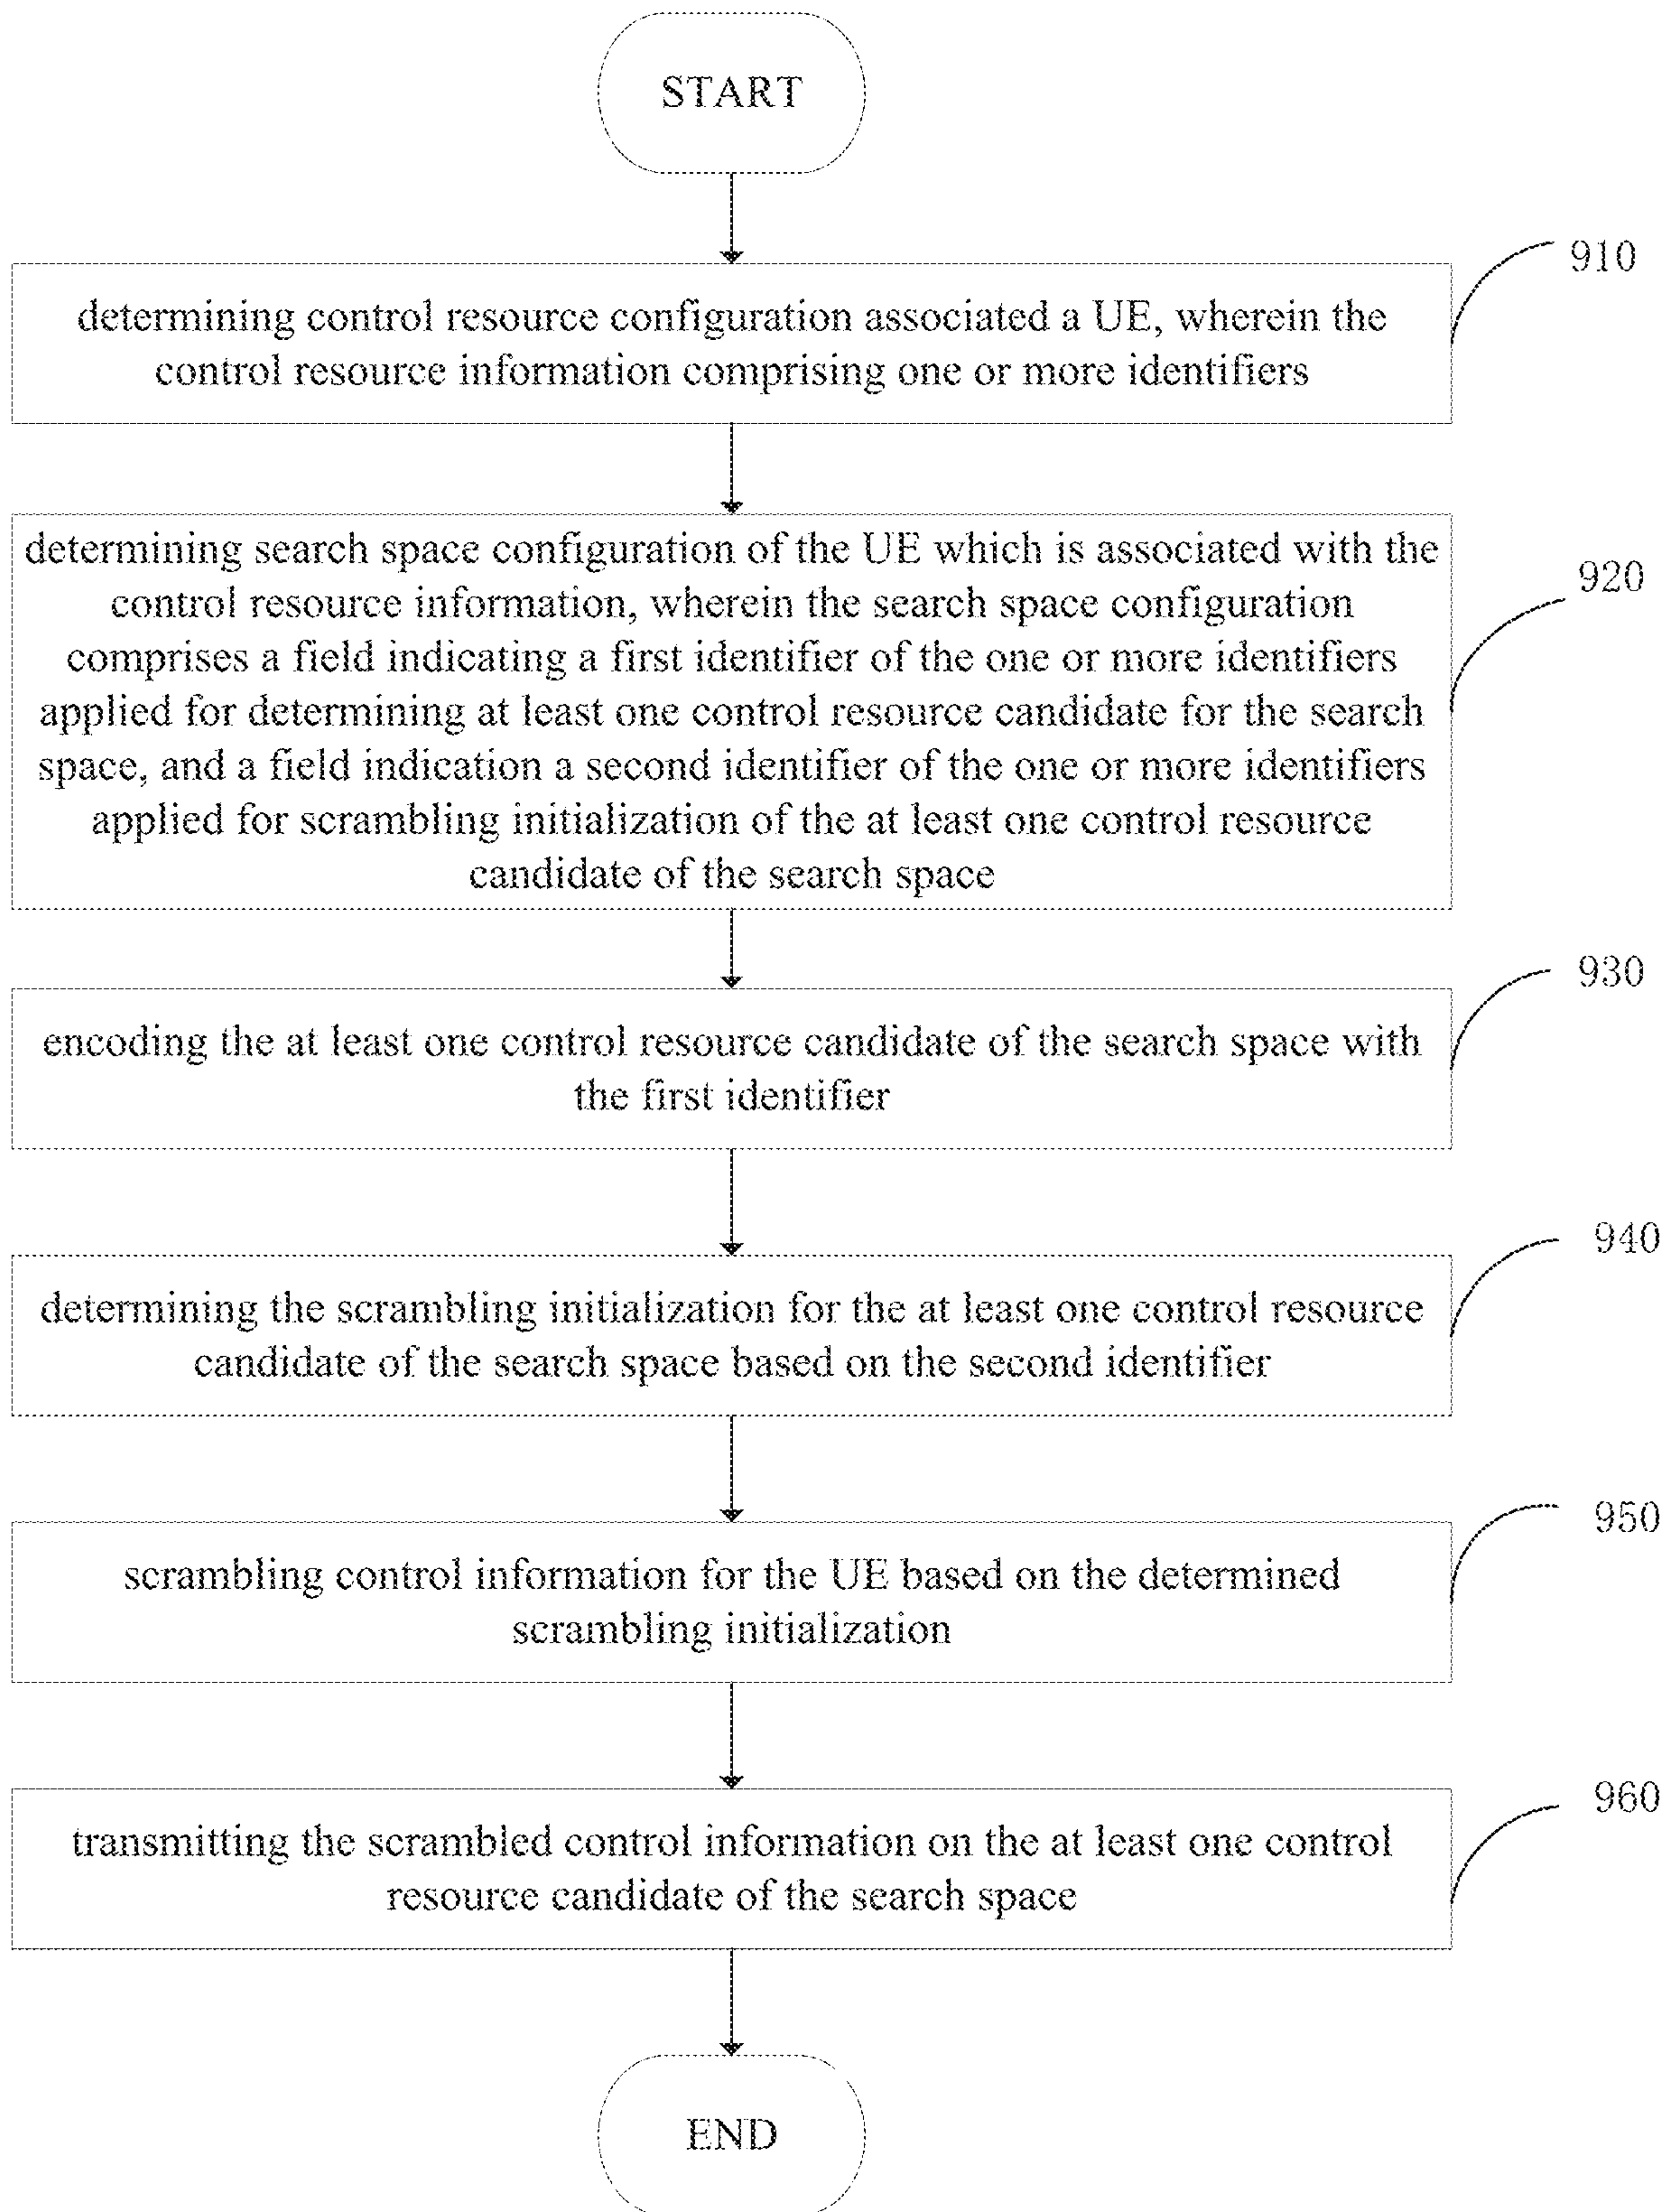 START
910
determining control resource configuration associated a UE, wherein the
control resource information comprising one or more identifiers
920
determining search space configuration of the UE which is associated with the
control resource information, wherein the search space configuration
comprises a field indicating a first identifier of the one or more identifiers
applied for determining at least one control resource candidate for the search
space, and a field indication a second identifier of the one or more identifiers
applied for scrambling initialization of the at least one control resource
candidate of the search space
930
encoding the at least one control resource candidate of the search space with
the first identifier
940
determining the scrambling initialization for the at least one control resource
candidate of the search space based on the second identifier
950
scrambling control information for the UE based on the determined
scrambling initialization
960
transmitting the scrambled control information on the at least one control
resource candidate of the search space
END